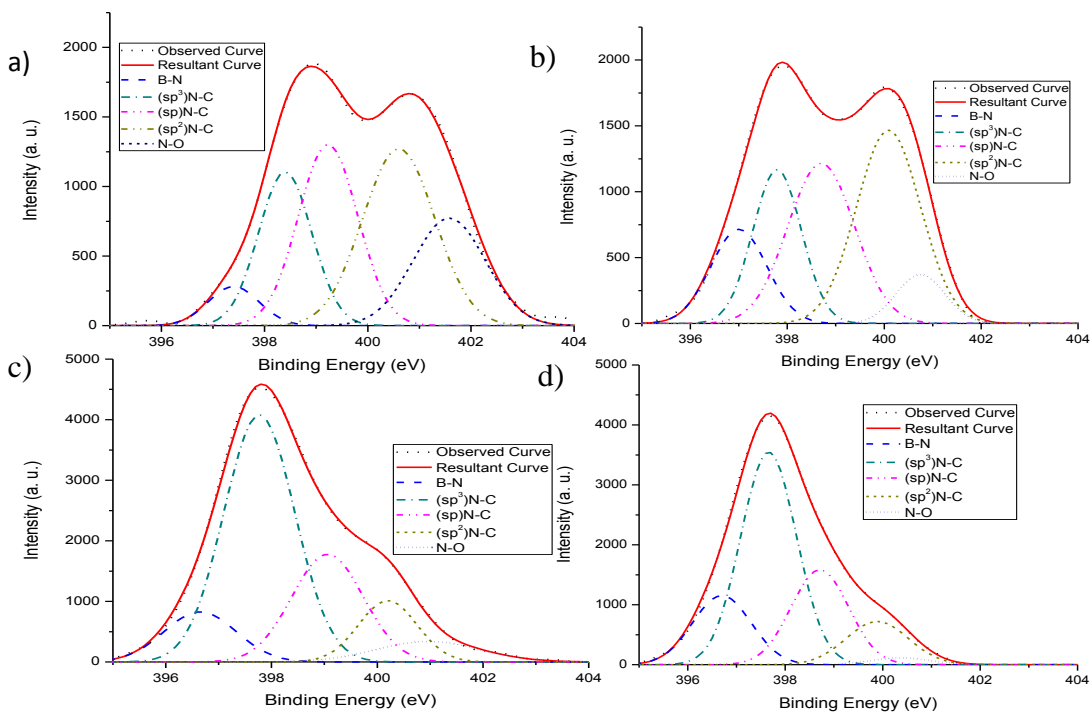 a)
2000
1500
1000
500
0
Intensity (a. u.)
Observed Curve
Resultant Curve
B-N
(sp³)N-C
(sp)N-C
(sp²)N-C
N-O
396 398 400 402 404
Binding Energy (eV)
b)
2000
1500
1000
500
0
Intensity (a. u.)
Observed Curve
Resultant Curve
B-N
(sp³)N-C
(sp)N-C
(sp²)N-C
N-O
396 398 400 402 404
Binding Energy (eV)
c)
5000
4000
3000
2000
1000
0
Intensity (a. u.)
Observed Curve
Resultant Curve
B-N
(sp³)N-C
(sp)N-C
(sp²)N-C
N-O
396 398 400 402 404
Binding Energy (eV)
d)
5000
4000
3000
2000
1000
0
Intensity (a. u.)
Observed Curve
Resultant Curve
B-N
(sp³)N-C
(sp)N-C
(sp²)N-C
N-O
396 398 400 402 404
Binding Energy (eV)